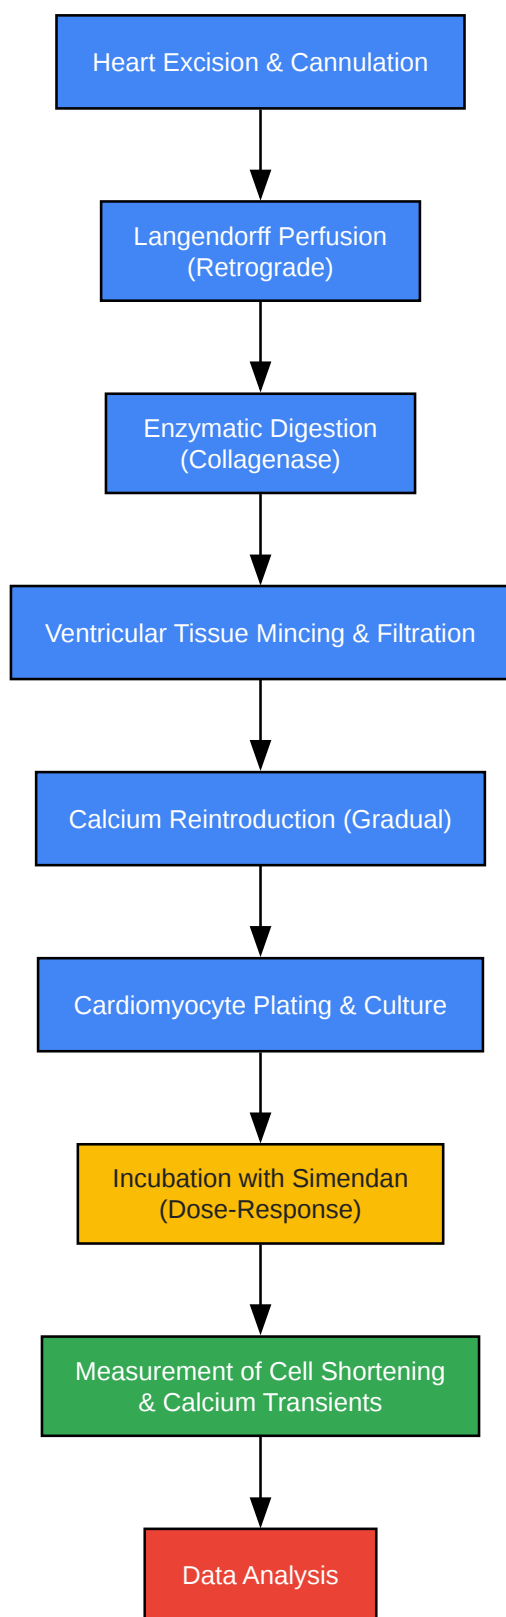 Heart Excision & Cannulation
Langendorff Perfusion
(Retrograde)
Enzymatic Digestion
(Collagenase)
Ventricular Tissue Mincing & Filtration
Calcium Reintroduction (Gradual)
Cardiomyocyte Plating & Culture
Incubation with Simendan
(Dose-Response)
Measurement of Cell Shortening
& Calcium Transients
Data Analysis